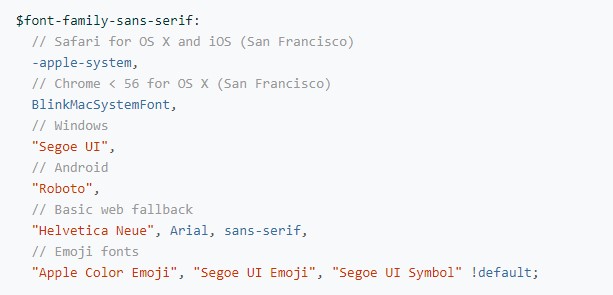 $font-family-sans-serif:
// Safari for OS X and iOS (San Francisco)
-apple-system,
// Chrome < 56 for OS X (San Francisco)
BlinkMacSystemFont,
// Windows
"Segoe UI",
// Android
"Roboto",
// Basic web fallback
"Helvetica Neue", Arial, sans-serif,
// Emoji fonts
"Apple Color Emoji", "Segoe UI Emoji", "Segoe UI Symbol" !default;